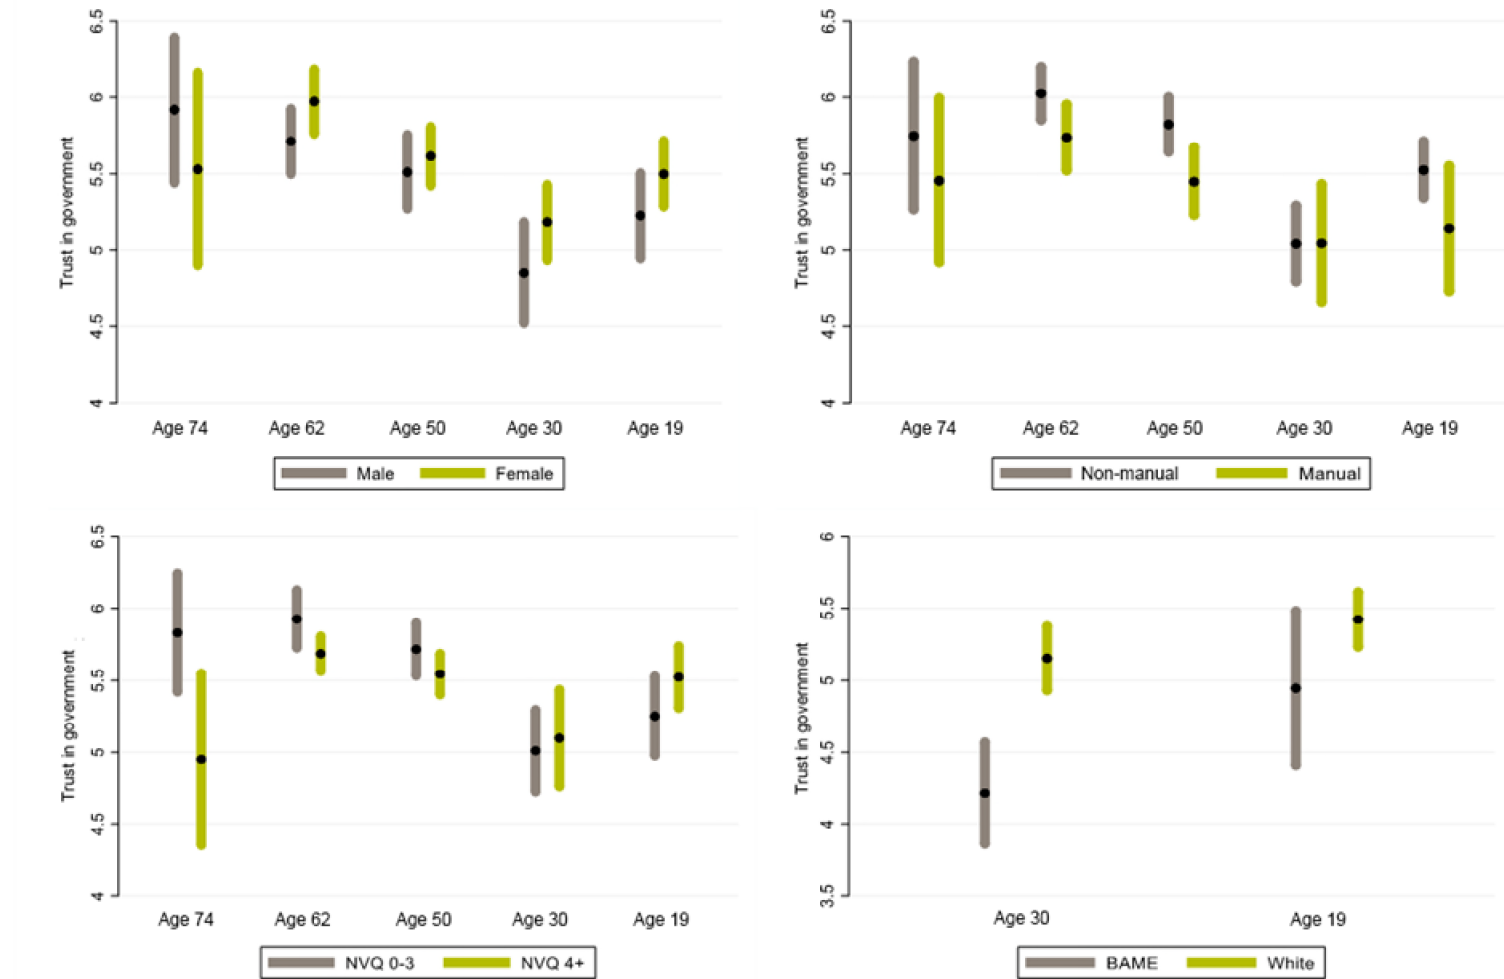 Trust in government
6.5
6
5.5
5
4.5
4
Age 74 Age 62 Age 50 Age 30 Age 19
Male Female
Trust in government
6.5
6
5.5
5
4.5
4
Age 74 Age 62 Age 50 Age 30 Age 19
Non-manual Manual
Trust in government
6.5
6
5.5
5
4.5
4
Age 74 Age 62 Age 50 Age 30 Age 19
NVQ 0-3 NVQ 4+
Trust in government
6
5.5
5
4.5
4
3.5
Age 30 Age 19
BAME White